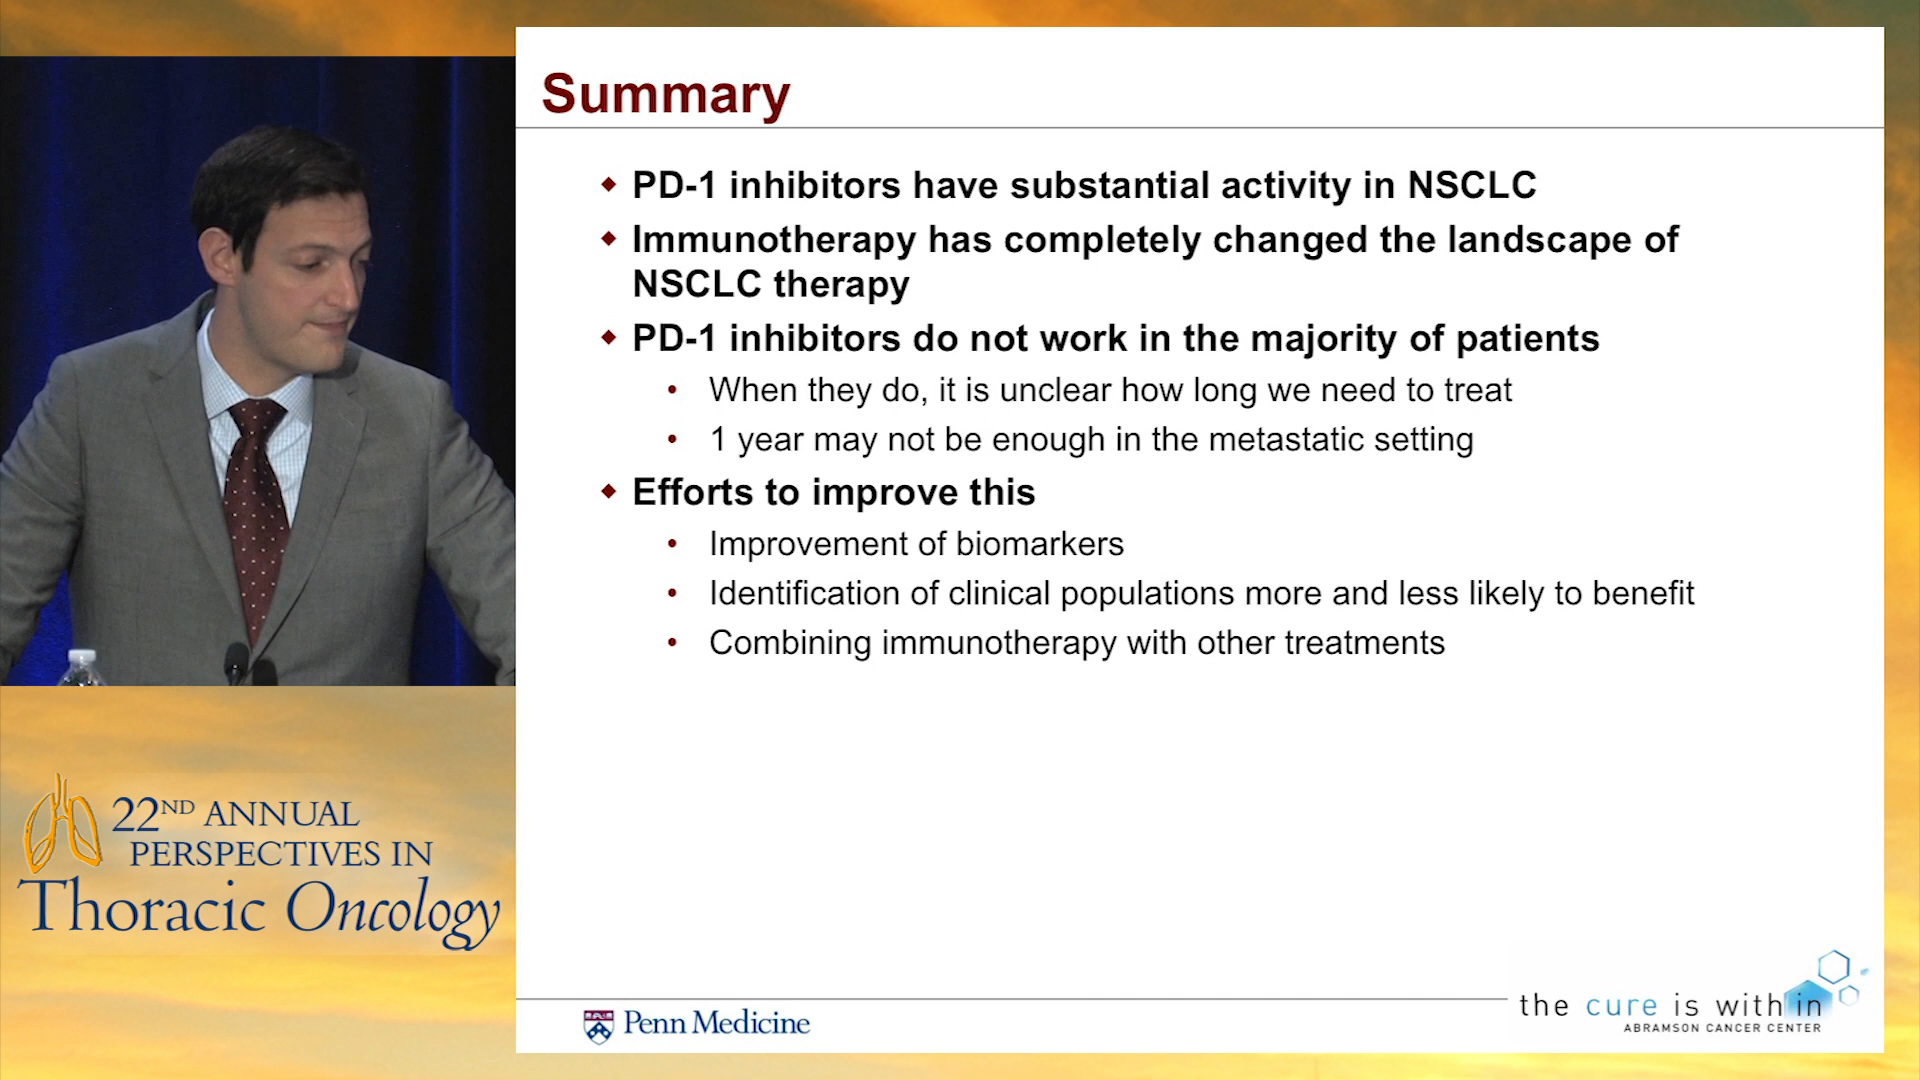 Summary
◆ PD-1 inhibitors have substantial activity in NSCLC
◆ Immunotherapy has completely changed the landscape of
NSCLC therapy
◆ PD-1 inhibitors do not work in the majority of patients
• When they do, it is unclear how long we need to treat
• 1 year may not be enough in the metastatic setting
◆ Efforts to improve this
• Improvement of biomarkers
• Identification of clinical populations more and less likely to benefit
• Combining immunotherapy with other treatments
22ND ANNUAL
PERSPECTIVES IN
Thoracic Oncology
Penn Medicine
the cure is within
ABRAMSON CANCER CENTER